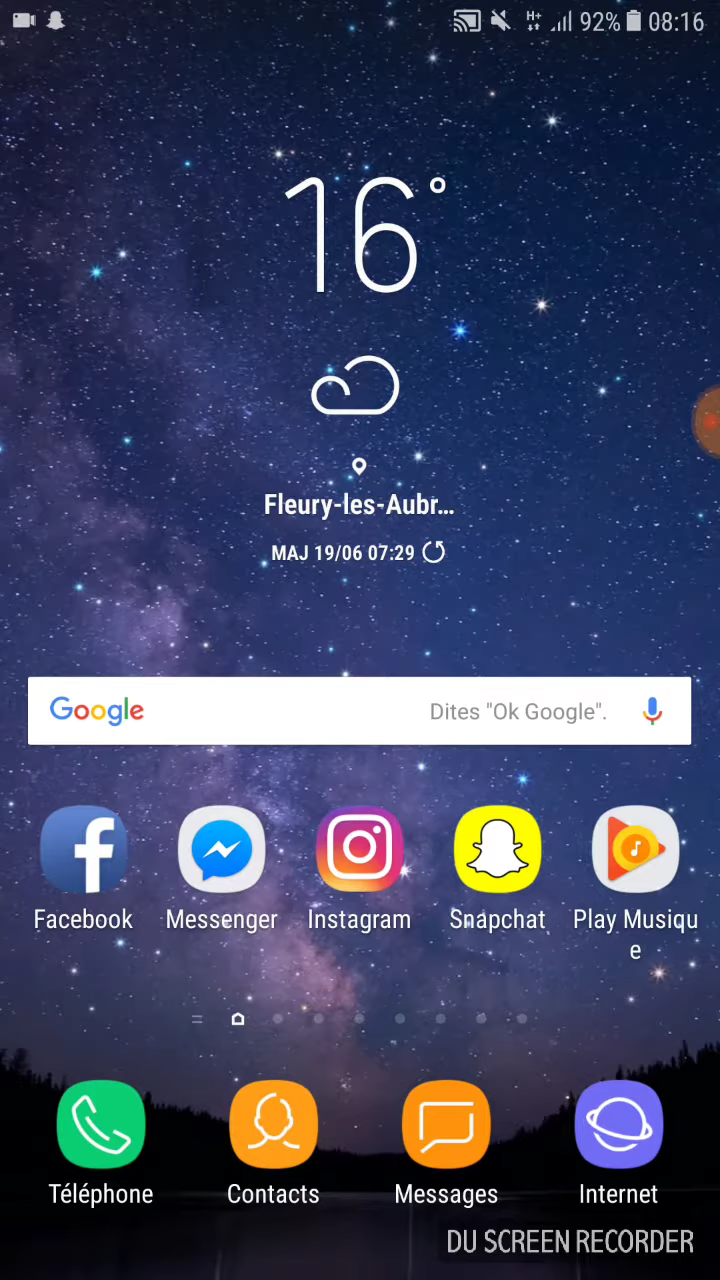 H+ 92% 08:16
16°
Fleury-les-Aubr...
MAJ 19/06 07:29
Google Dites "Ok Google".
Facebook Messenger Instagram Snapchat Play Musiqu
e
Téléphone Contacts Messages Internet
DU SCREEN RECORDER